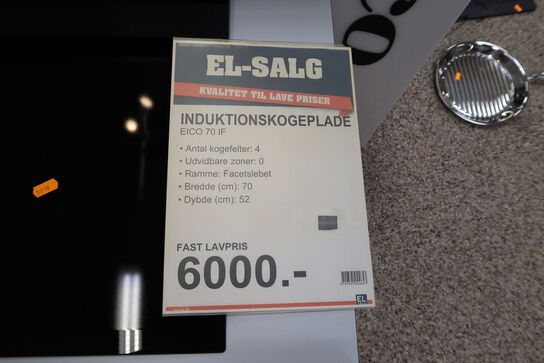 EL-SALG
KVALITET TIL LAVE PRISER
INDUKTIONSKOGEPLADE
EICO 70 IF
• Antal kogefelter: 4
• Udvidbare zoner: 0
• Ramme: Facetslebet
• Bredde (cm): 70
• Dybde (cm): 52
FAST LAVPRIS
6000.-
EL